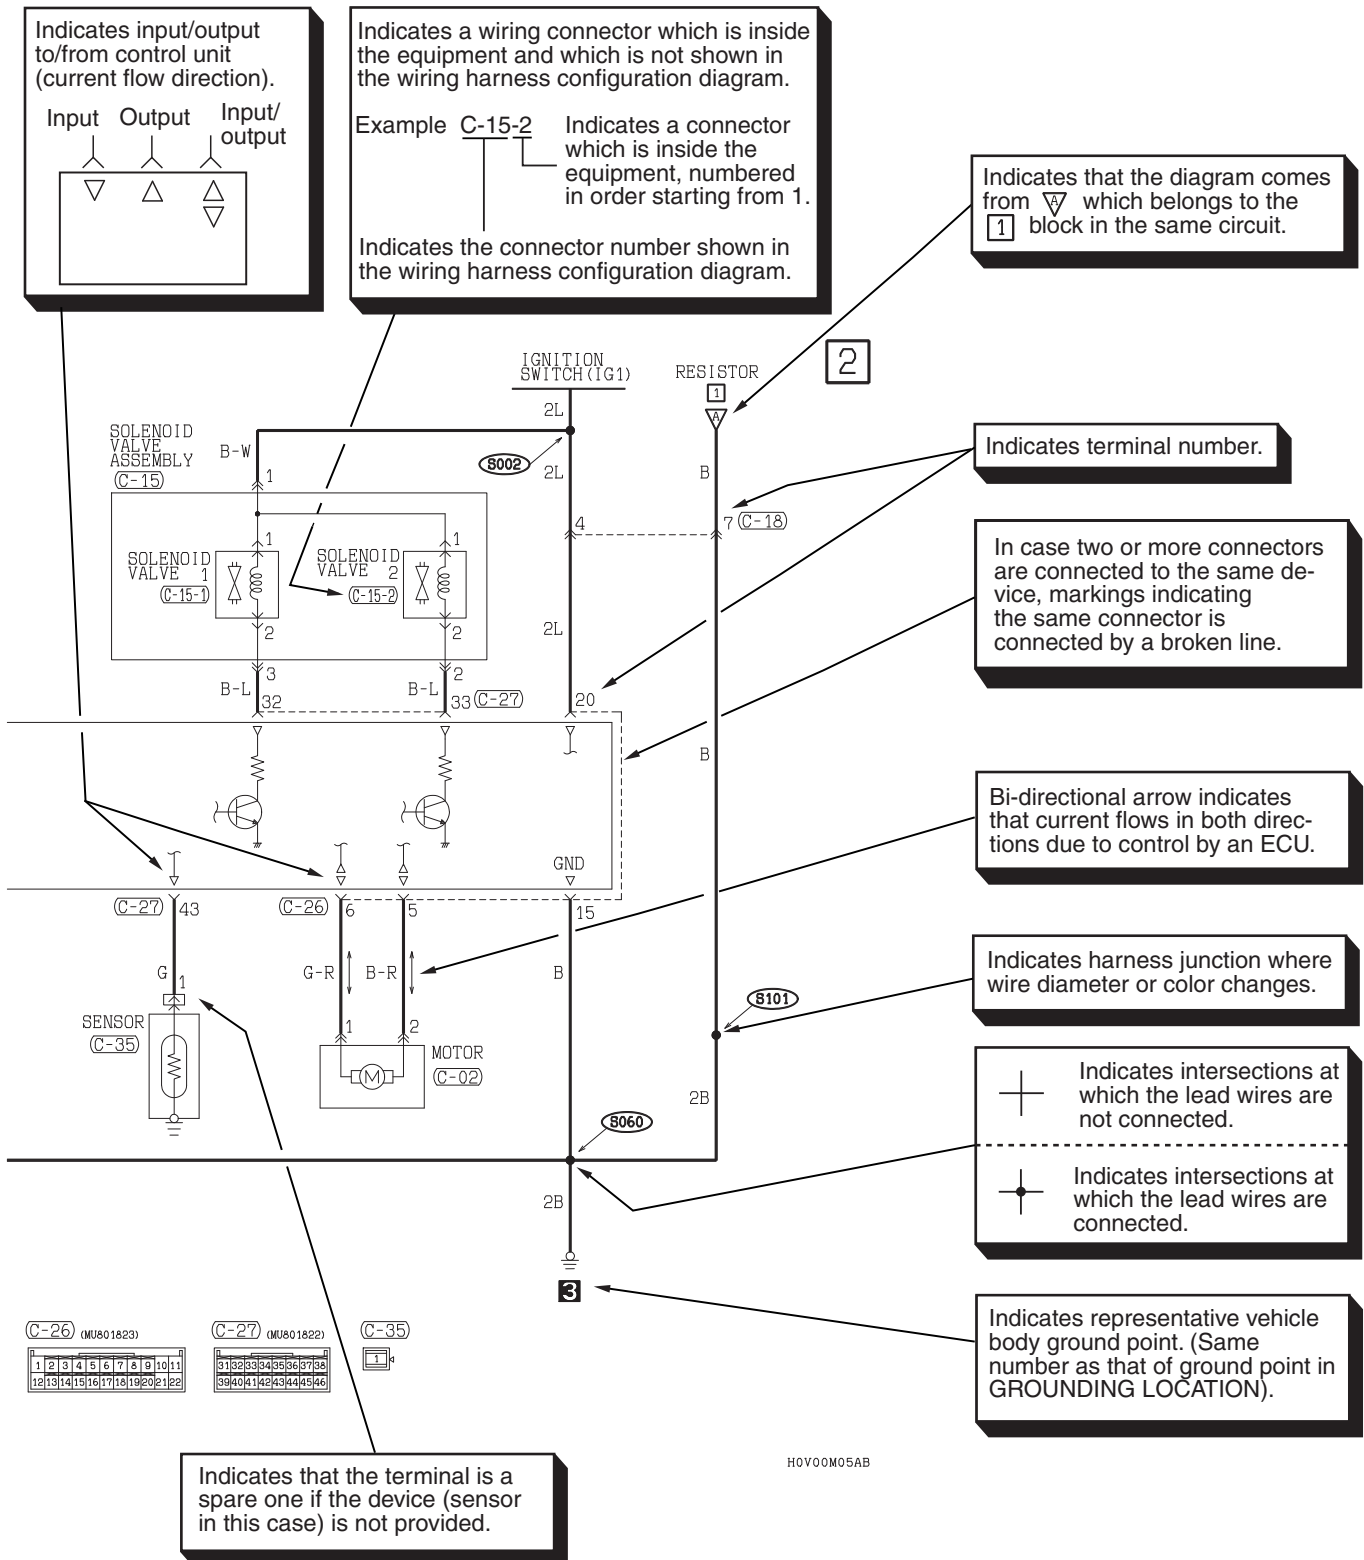 Indicates input/output
to/from control unit
(current flow direction).
Input Output Input/
output
Indicates a wiring connector which is inside
the equipment and which is not shown in
the wiring harness configuration diagram.
Example C-15-2
Indicates a connector
which is inside the
equipment, numbered
in order starting from 1.
Indicates the connector number shown in
the wiring harness configuration diagram.
Indicates that the diagram comes
from A which belongs to the
1 block in the same circuit.
2
IGNITION
SWITCH(IG1)
RESISTOR
1
A
2L
SOLENOID
VALVE
ASSEMBLY
(C-15)
B-W
1
S002
2L
B
Indicates terminal number.
4
7 (C-18)
1
1
SOLENOID
VALVE 1
(C-15-1)
SOLENOID
VALVE 2
(C-15-2)
2
2
2L
In case two or more connectors
are connected to the same de-
vice, markings indicating
the same connector is
connected by a broken line.
3
2
B-L
B-L
32
33 (C-27)
20
B
Bi-directional arrow indicates
that current flows in both direc-
tions due to control by an ECU.
GND
(C-27) 43
(C-26) 6
5
15
G
G-R
B-R
B
1
Indicates harness junction where
wire diameter or color changes.
S101
SENSOR
(C-35)
1
2
MOTOR
(C-02)
M
2B
Indicates intersections at
which the lead wires are
not connected.
S060
Indicates intersections at
which the lead wires are
connected.
2B
3
Indicates representative vehicle
body ground point. (Same
number as that of ground point in
GROUNDING LOCATION).
(C-26) (MU801823)
1 2 3 4 5 6 7 8 9 10 11
12 13 14 15 16 17 18 19 20 21 22
(C-27) (MU801822)
31 32 33 34 35 36 37 38
39 40 41 42 43 44 45 46
(C-35)
1
H0V00M05AB
Indicates that the terminal is a
spare one if the device (sensor
in this case) is not provided.